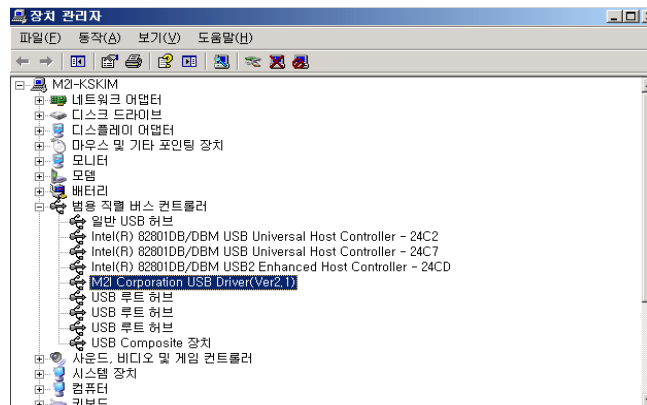 장치 관리자
파일(F) 동작(A) 보기(V) 도움말(H)
M2I-KSKIM
네트워크 어댑터
디스크 드라이브
디스플레이 어댑터
마우스 및 기타 포인팅 장치
모니터
모뎀
배터리
범용 직렬 버스 컨트롤러
일반 USB 허브
Intel(R) 82801DB/DBM USB Universal Host Controller - 24C2
Intel(R) 82801DB/DBM USB Universal Host Controller - 24C7
Intel(R) 82801DB/DBM USB2 Enhanced Host Controller - 24CD
M2I Corporation USB Driver(Ver2,1)
USB 루트 허브
USB 루트 허브
USB 루트 허브
USB Composite 장치
사운드, 비디오 및 게임 컨트롤러
시스템 장치
컴퓨터
키보드